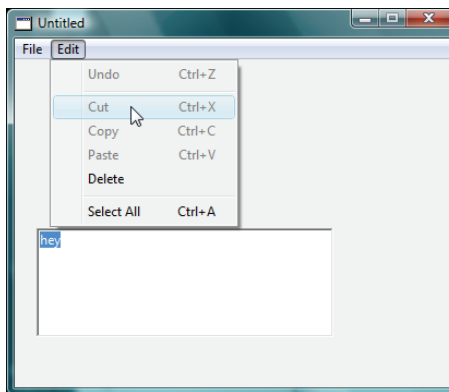 Untitled
File Edit
Undo Ctrl+Z
Cut Ctrl+X
Copy Ctrl+C
Paste Ctrl+V
Delete
Select All Ctrl+A
hey